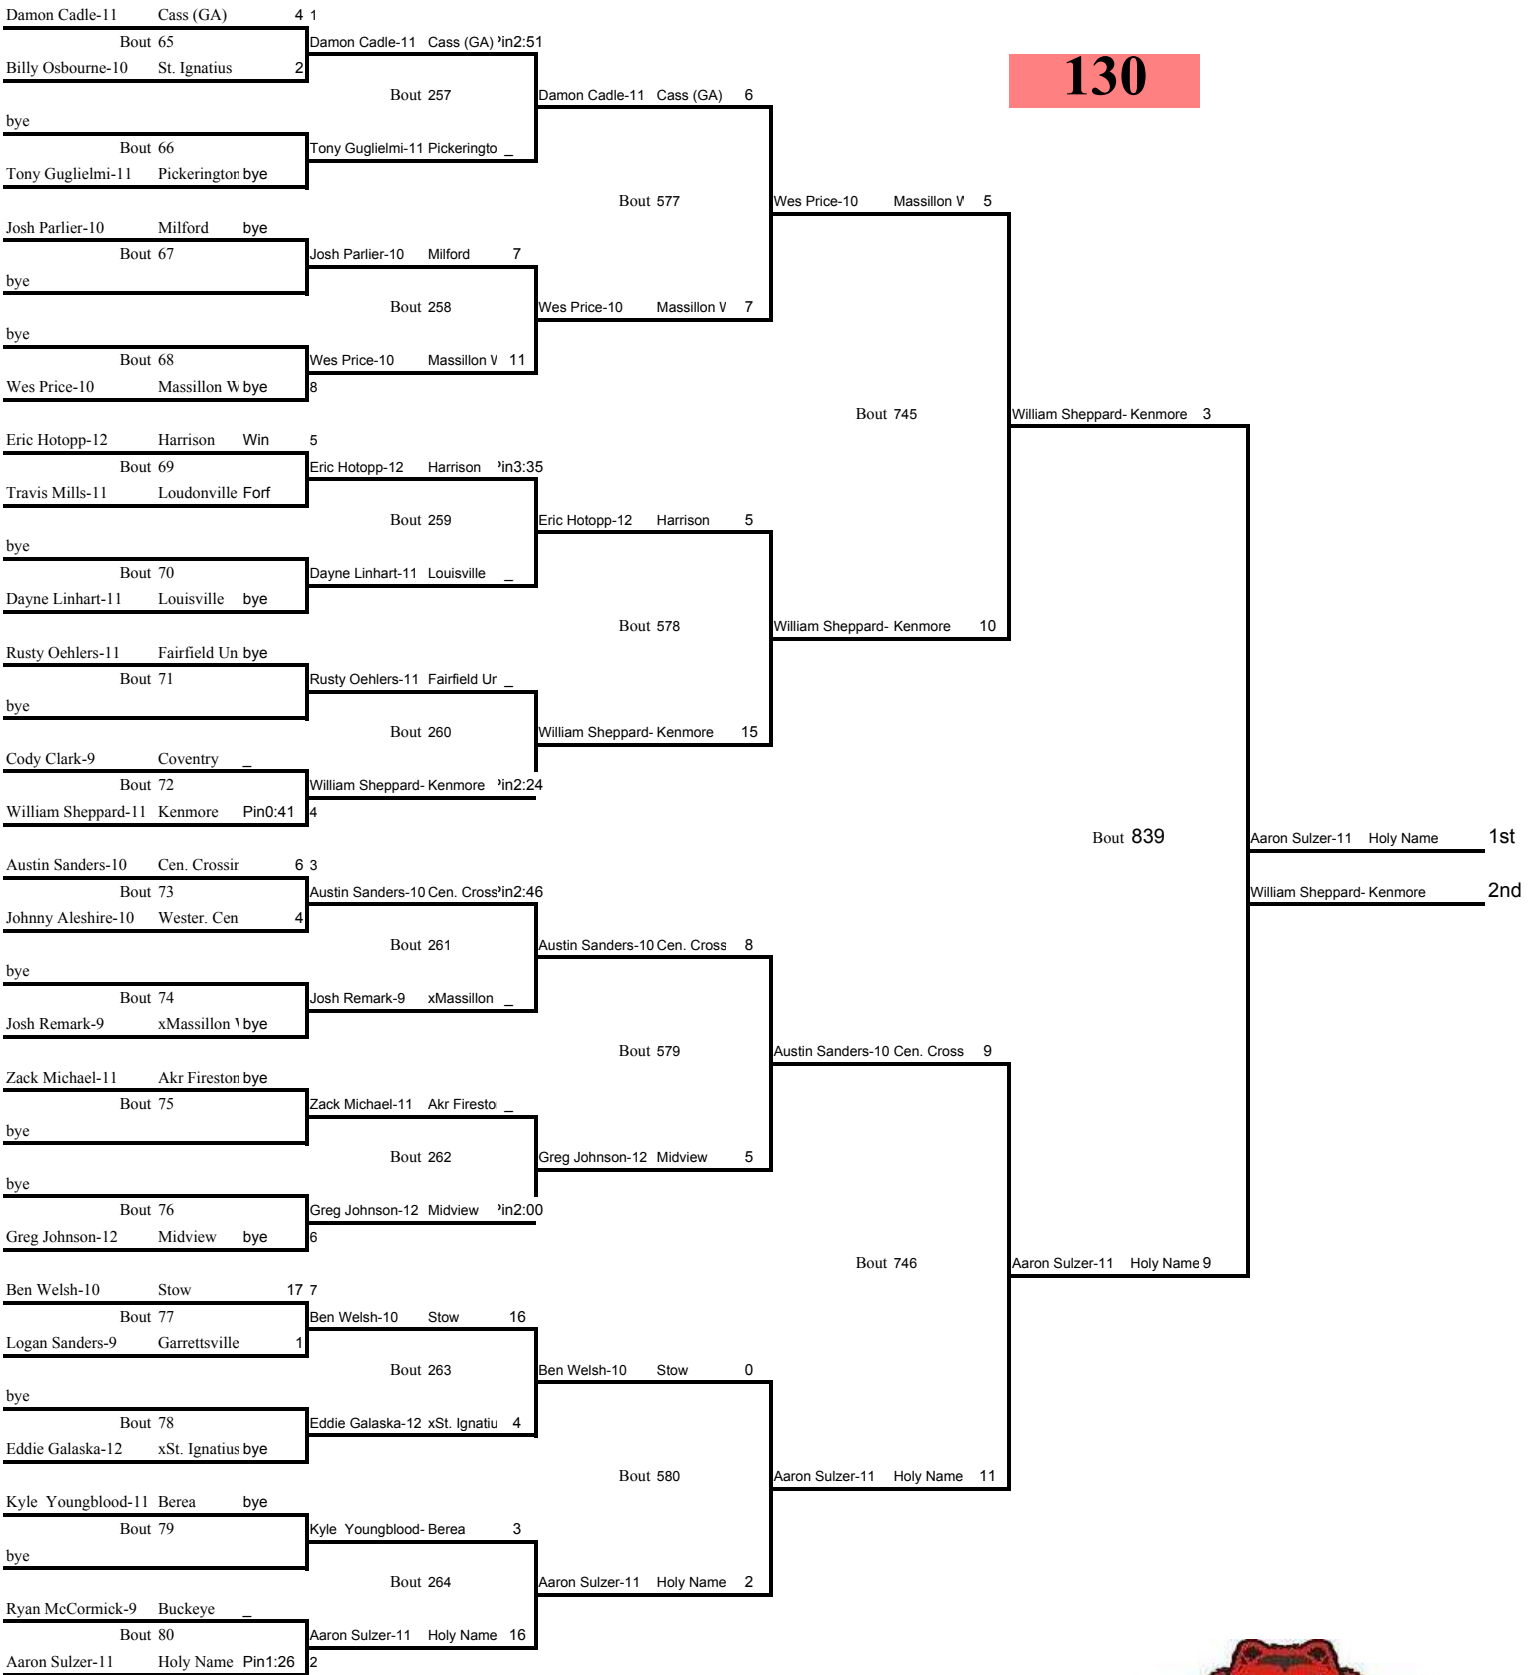 Damon Cadle-11 Cass (GA) 4 1
Bout 65
Billy Osbourne-10 St. Ignatius 2
bye
Bout 66
Tony Guglielmi-11 Pickerington bye
Josh Parlier-10 Milford bye
Bout 67
bye
bye
Bout 68
Wes Price-10 Massillon W bye 8
Eric Hotopp-12 Harrison Win 5
Bout 69
Travis Mills-11 Loudonville Forf
bye
Bout 70
Dayne Linhart-11 Louisville bye
Rusty Oehlers-11 Fairfield Un bye
Bout 71
bye
Cody Clark-9 Coventry _
Bout 72
William Sheppard-11 Kenmore Pin0:41 4
Austin Sanders-10 Cen. Crossin 6 3
Bout 73
Johnny Aleshire-10 Wester. Cen 4
bye
Bout 74
Josh Remark-9 xMassillon W bye
Zack Michael-11 Akr Fireston bye
Bout 75
bye
bye
Bout 76
Greg Johnson-12 Midview bye 6
Ben Welsh-10 Stow 17 7
Bout 77
Logan Sanders-9 Garrettsville 1
bye
Bout 78
Eddie Galaska-12 xSt. Ignatius bye
Kyle Youngblood-11 Berea bye
Bout 79
bye
Ryan McCormick-9 Buckeye _
Bout 80
Aaron Sulzer-11 Holy Name Pin1:26 2
Damon Cadle-11 Cass (GA) Pin2:51
Bout 257
Tony Guglielmi-11 Pickeringto _
Josh Parlier-10 Milford 7
Bout 258
Wes Price-10 Massillon W 11
Eric Hotopp-12 Harrison Pin3:35
Bout 259
Dayne Linhart-11 Louisville _
Rusty Oehlers-11 Fairfield Un _
Bout 260
William Sheppard- Kenmore Pin2:24
Austin Sanders-10 Cen. Cross Pin2:46
Bout 261
Josh Remark-9 xMassillon _
Zack Michael-11 Akr Firesto _
Bout 262
Greg Johnson-12 Midview Pin2:00
Ben Welsh-10 Stow 16
Bout 263
Eddie Galaska-12 xSt. Ignatiu 4
Kyle Youngblood- Berea 3
Bout 264
Aaron Sulzer-11 Holy Name 16
Damon Cadle-11 Cass (GA) 6
Bout 577
Wes Price-10 Massillon W 7
Eric Hotopp-12 Harrison 5
Bout 578
William Sheppard- Kenmore 15
Austin Sanders-10 Cen. Cross 8
Bout 579
Greg Johnson-12 Midview 5
Ben Welsh-10 Stow 0
Bout 580
Aaron Sulzer-11 Holy Name 2
Wes Price-10 Massillon W 5
Bout 745
William Sheppard- Kenmore 10
Austin Sanders-10 Cen. Cross 9
Bout 746
Aaron Sulzer-11 Holy Name 11
130
William Sheppard- Kenmore 3
Bout 839
Aaron Sulzer-11 Holy Name 9
Aaron Sulzer-11 Holy Name 1st
William Sheppard- Kenmore 2nd